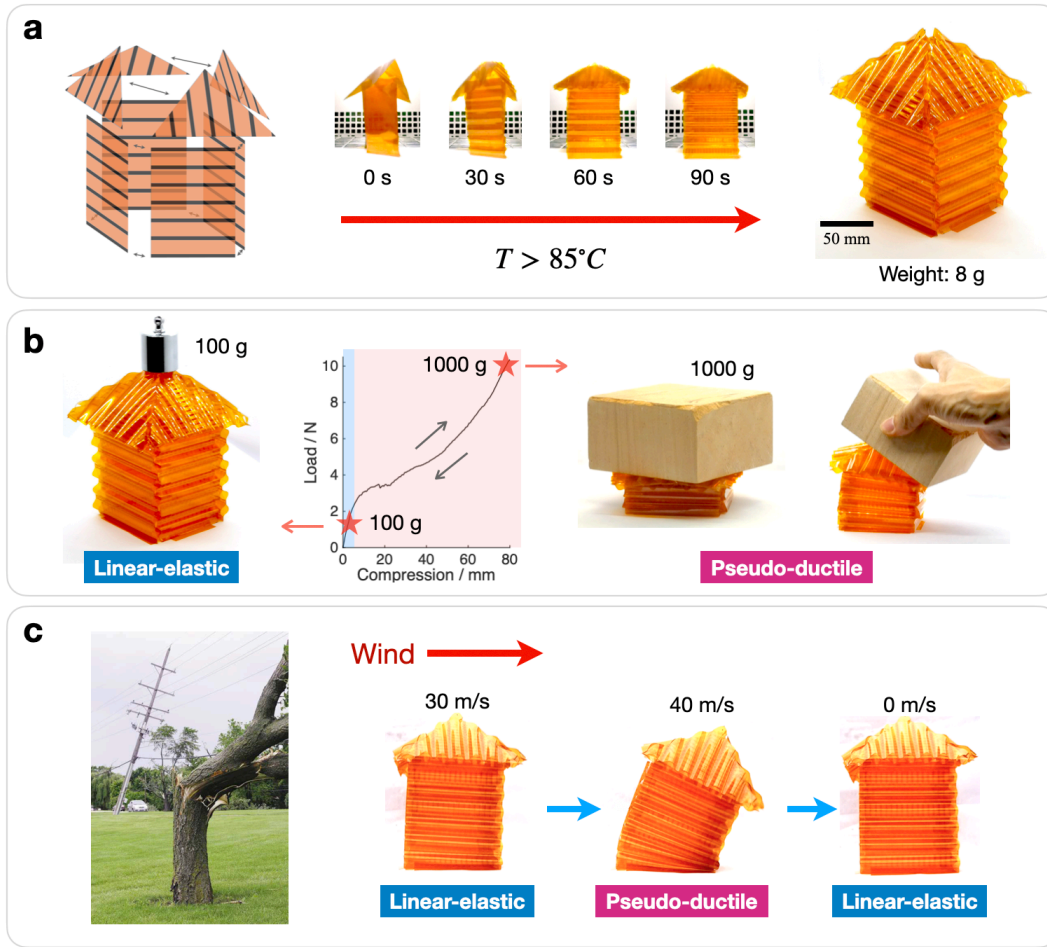 a
0 s
30 s
60 s
90 s
T > 85°C
50 mm
Weight: 8 g
b
100 g
Linear-elastic
Load / N
10
8
6
4
2
0
1000 g
100 g
0
20
40
60
80
Compression / mm
1000 g
Pseudo-ductile
c
Wind
30 m/s
40 m/s
0 m/s
Linear-elastic
Pseudo-ductile
Linear-elastic